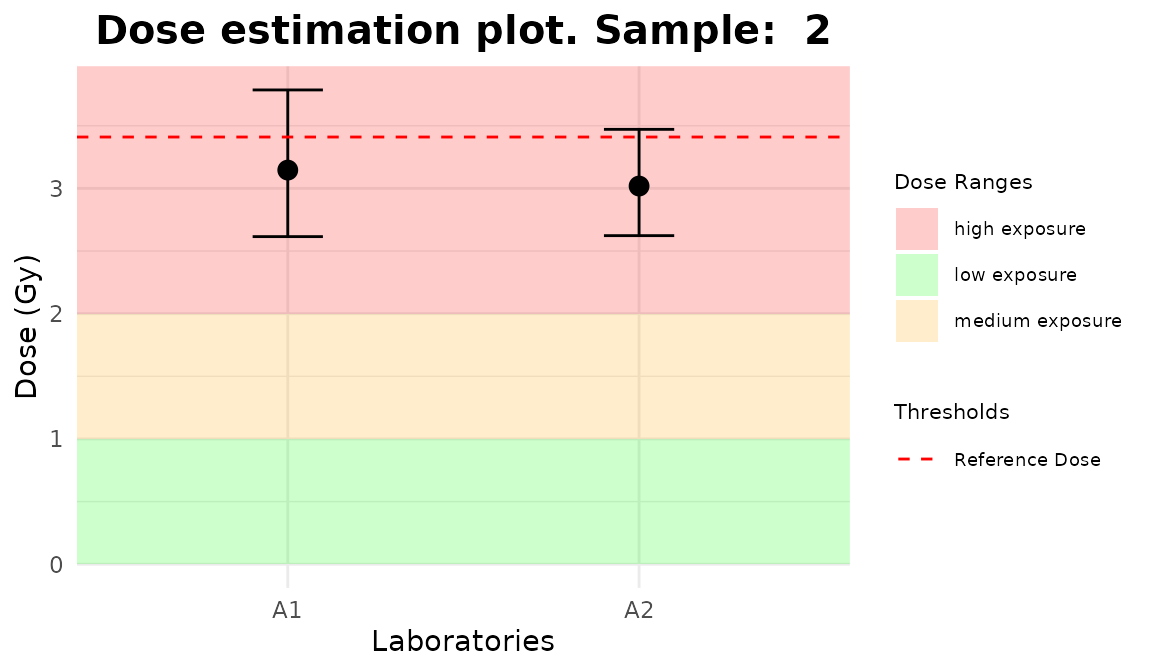 Dose estimation plot. Sample:  2
Dose (Gy)
3
2
1
0
A1
A2
Laboratories
Dose Ranges
high exposure
low exposure
medium exposure
Thresholds
Reference Dose